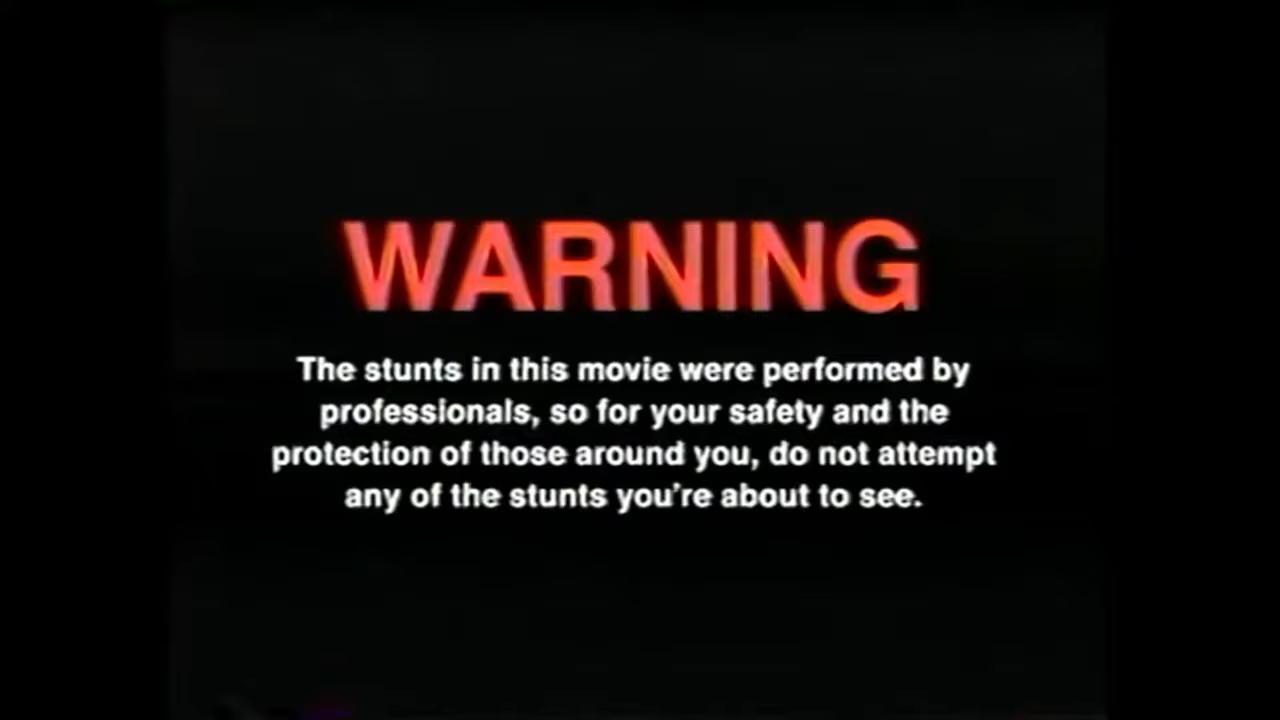 WARNING
The stunts in this movie were performed by
professionals, so for your safety and the
protection of those around you, do not attempt
any of the stunts you're about to see.